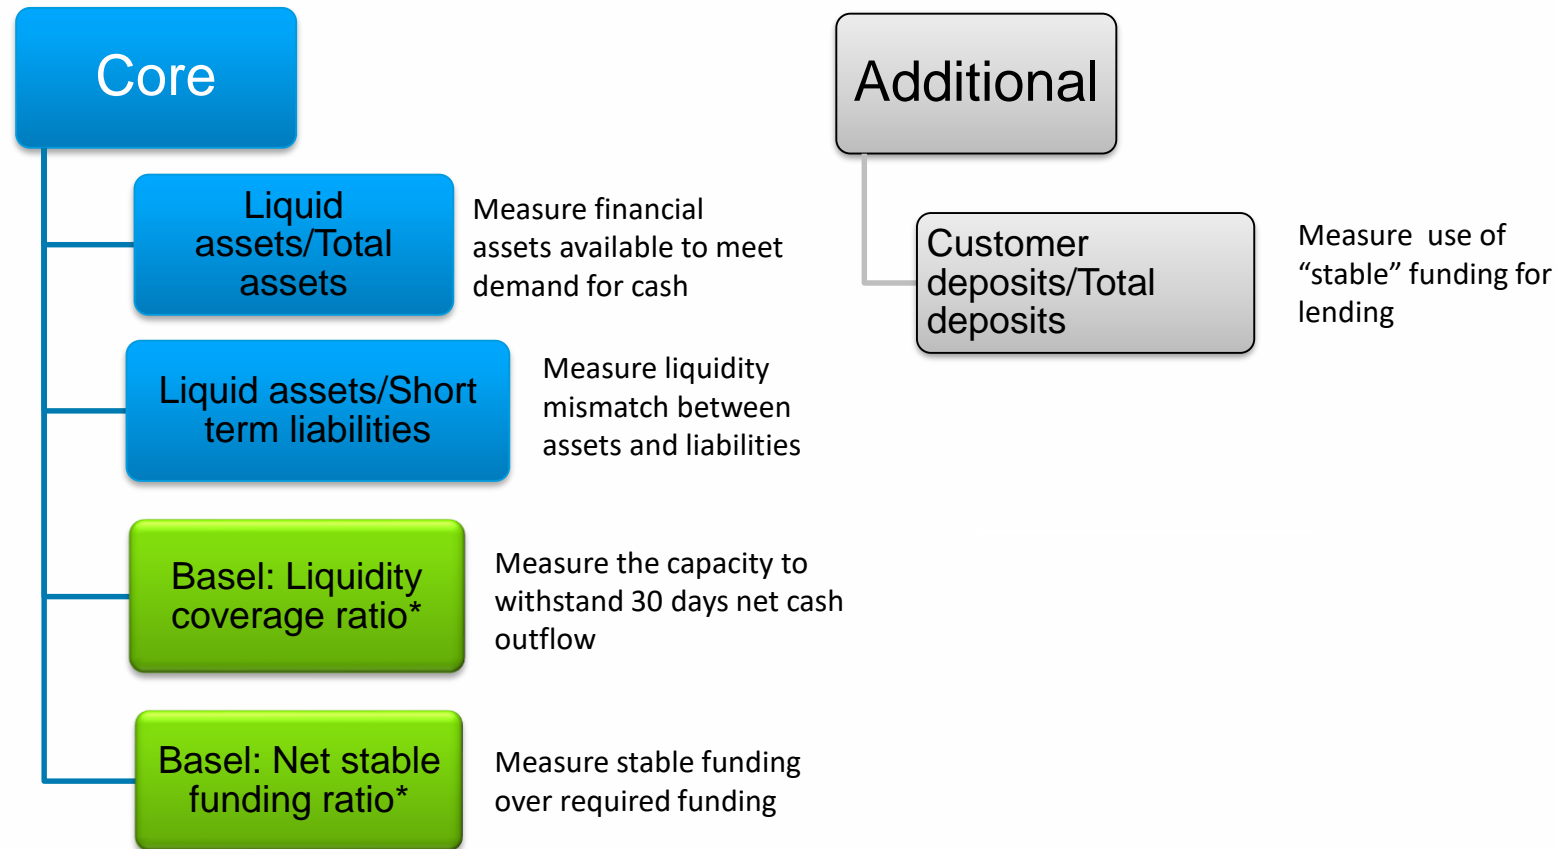 Core
Liquid
assets/Total
assets
Measure financial
assets available to meet
demand for cash
Liquid assets/Short
term liabilities
Measure liquidity
mismatch between
assets and liabilities
Basel: Liquidity
coverage ratio*
Measure the capacity to
withstand 30 days net cash
outflow
Basel: Net stable
funding ratio*
Measure stable funding
over required funding
Additional
Customer
deposits/Total
deposits
Measure  use of
“stable” funding for
lending